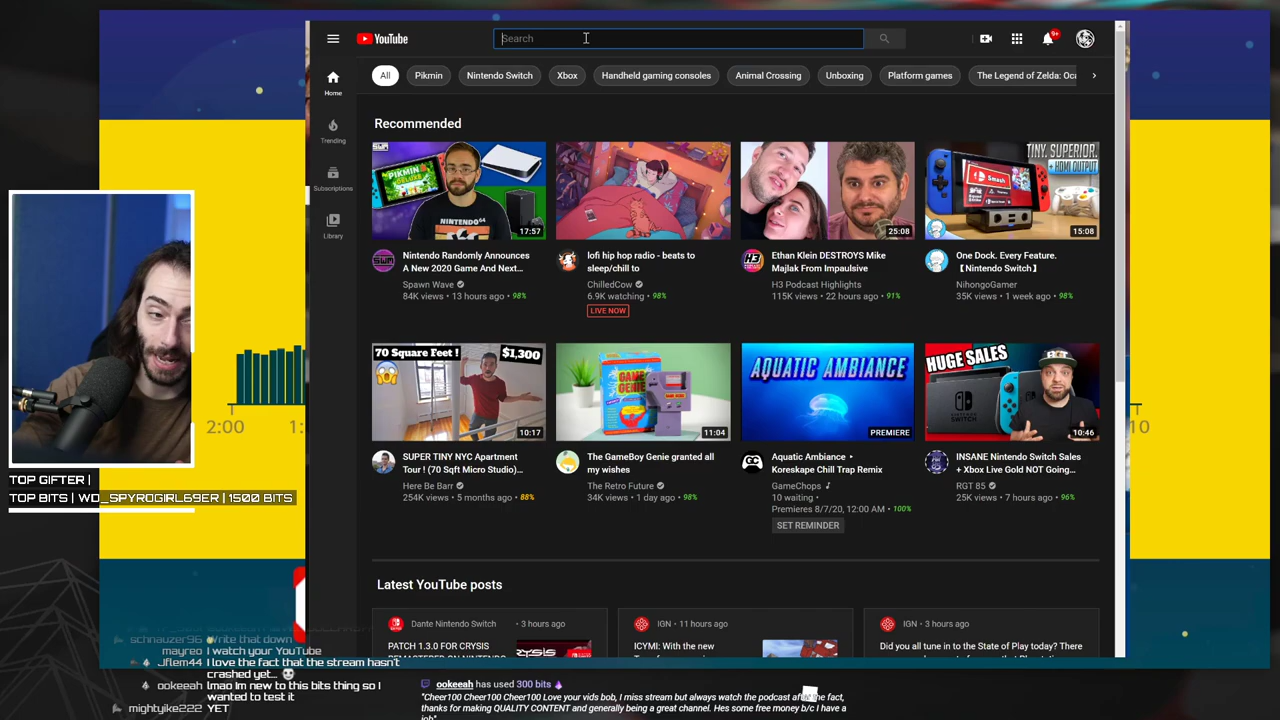 YouTube
Search
9+
All
Pikmin
Nintendo Switch
Xbox
Handheld gaming consoles
Animal Crossing
Unboxing
Platform games
The Legend of Zelda: Oca
Home
Trending
Subscriptions
Library
Recommended
PIKMIN
DELUXE
NINTENDO64
17:57
25:08
TINY. SUPERIOR.
+ HDMI OUTPUT
Smash
15:08
Nintendo Randomly Announces
A New 2020 Game And Next...
Spawn Wave
84K views • 13 hours ago • 98%
lofi hip hop radio - beats to
sleep/chill to
ChilledCow
6.9K watching • 98%
LIVE NOW
H3
Ethan Klein DESTROYS Mike
Majlak From Impaulsive
H3 Podcast Highlights
115K views • 22 hours ago • 91%
One Dock. Every Feature.
【Nintendo Switch】
NihongoGamer
35K views • 1 week ago • 98%
70 Square Feet !
$1,300
10:17
GAME
GENIE
11:04
AQUATIC AMBIANCE
PREMIERE
HUGE SALES
10:46
SUPER TINY NYC Apartment
Tour ! (70 Sqft Micro Studio)...
Here Be Barr
254K views • 5 months ago • 88%
The GameBoy Genie granted all
my wishes
The Retro Future
34K views • 1 day ago • 98%
Aquatic Ambiance ▸
Koreskape Chill Trap Remix
GameChops ♪
10 waiting •
Premieres 8/7/20, 12:00 AM • 100%
SET REMINDER
INSANE Nintendo Switch Sales
+ Xbox Live Gold NOT Going...
RGT 85
25K views • 7 hours ago • 96%
Latest YouTube posts
Dante Nintendo Switch • 3 hours ago
PATCH 1.3.0 FOR CRYSIS
IGN • 11 hours ago
ICYMI: With the new
IGN • 3 hours ago
Did you all tune in to the State of Play today? There
2:00
10
TOP GIFTER |
TOP BITS | WD_SPYROGIRL69ER | 1500 BITS
schnauzer96 Write that down
mayreo I watch your YouTube
Jflem44 I love the fact that the stream hasn't
crashed yet...
ookeeah lmao Im new to this bits thing so I
wanted to test it
mightyike222 YET
ookeeah has used 300 bits
"Cheer100 Cheer100 Cheer100 Love your vids bob, I miss stream but always watch the podcast after the fact,
thanks for making QUALITY CONTENT and generally being a great channel. Hes some free money b/c I have a
job"